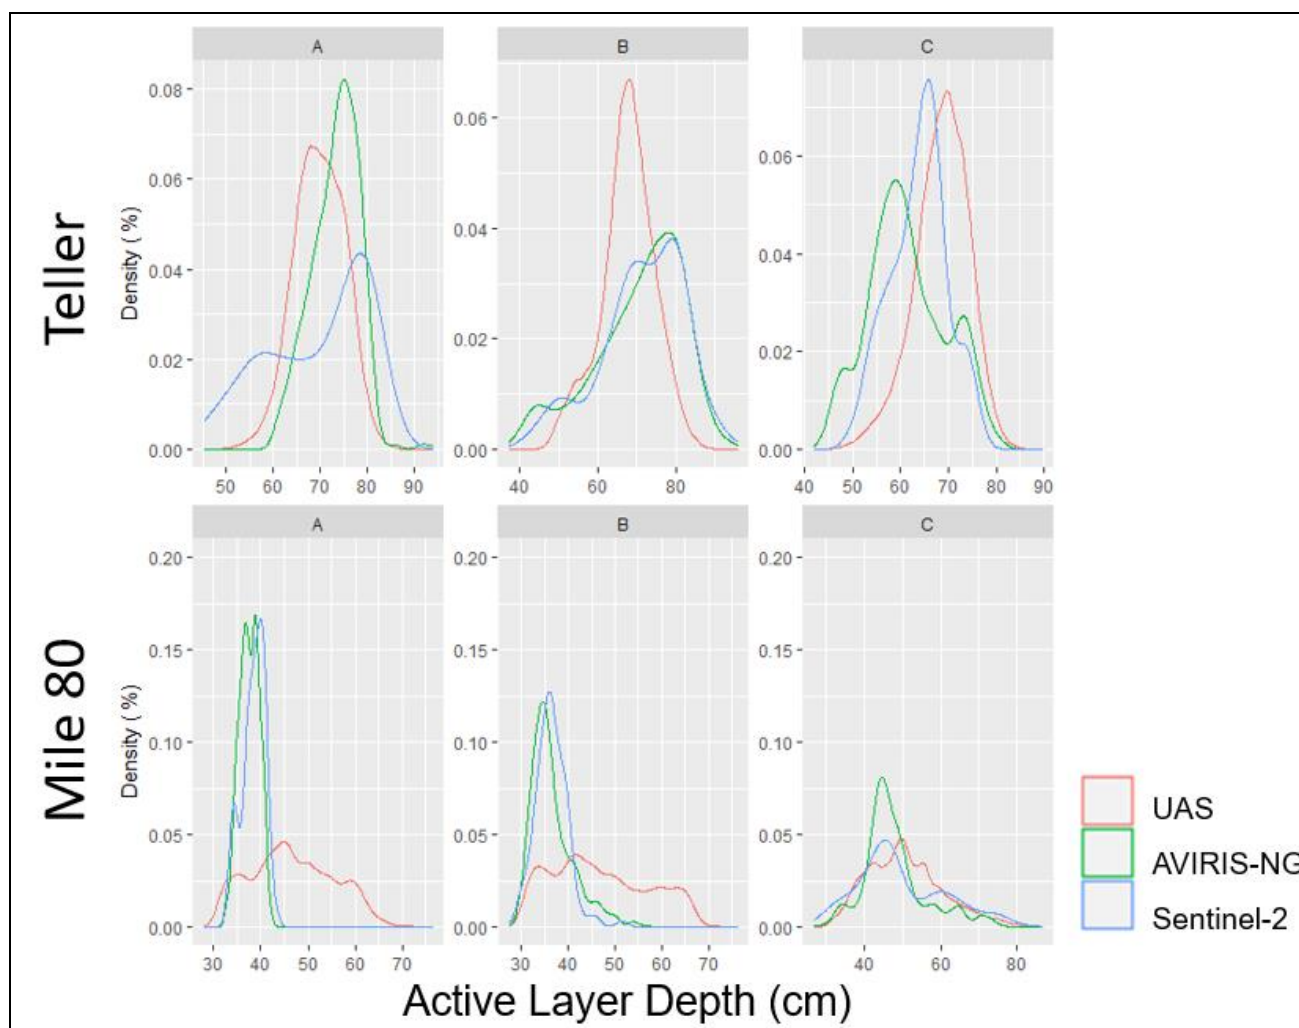 Teller
Density ( %)
A
0.08
0.06
0.04
0.02
0.00
50 60 70 80 90
B
0.06
0.04
0.02
0.00
40 60 80
C
0.06
0.04
0.02
0.00
40 50 60 70 80 90
Mile 80
Density ( %)
A
0.20
0.15
0.10
0.05
0.00
30 40 50 60 70
B
0.20
0.15
0.10
0.05
0.00
30 40 50 60 70
C
0.20
0.15
0.10
0.05
0.00
40 60 80
Active Layer Depth (cm)
UAS
AVIRIS-NG
Sentinel-2